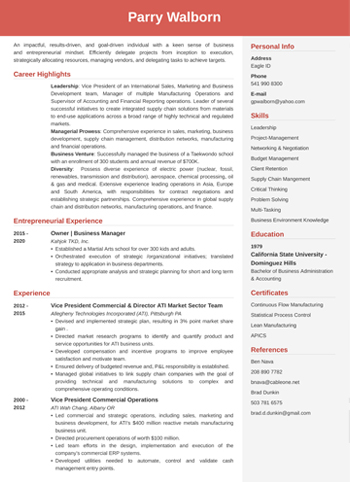 Parry Walborn
An impactful, results-driven, and goal-driven individual with a keen sense of business
and entrepreneurial mindset. Efficiently delegate projects from inception to execution,
strategically allocating resources, managing vendors, and delegating tasks to achieve targets.
Career Highlights
Leadership: Vice President of an International Sales, Marketing and Business
Development team, Manager of multiple Manufacturing Operations and
Supervisor of Accounting and Financial Reporting operations. Leader of several
successful initiatives to create integrated supply chain solutions from materials
to end-use applications across a broad range of highly technical and regulated
markets.
Managerial Prowess: Comprehensive experience in sales, marketing, business
development, supply chain management, distribution networks, manufacturing
and financial operations.
Business Venture: Successfully managed the business of a Taekwondo school
with an enrollment of 300 students and annual revenue of $700K.
Diversity: Possess diverse experience of electric power (nuclear, fossil,
renewables, transmission and distribution), aerospace, chemical processing, oil
& gas and medical. Extensive experience leading operations in Asia, Europe
and South America, with responsibilities for contract negotiations and
establishing strategic partnerships. Comprehensive experience in global supply
chain and distribution networks, manufacturing operations, and finance.
Entrepreneurial Experience
2015 -
2020
Owner | Business Manager
Kahjok TKD, Inc.
• Established a Martial Arts school for over 300 kids and adults.
• Orchestrated execution of strategic /organizational initiatives; translated
strategy to application in business departments.
• Conducted appropriate analysis and strategic planning for short and long term
recruitment.
Experience
2012 -
2015
Vice President Commercial & Director ATI Market Sector Team
Allegheny Technologies Incorporated (ATI), Pittsburgh PA
• Revised and implemented strategic plan, resulting in 3% point market share
gain .
• Directed market research programs to identify and quantify product and
service opportunities for ATI business units.
• Developed compensation and incentive programs to improve employee
satisfaction and motivate team.
• Ensured delivery of budgeted revenue and, P&L responsibility is established.
• Managed global initiatives to link supply chain companies with the goal of
providing technical and manufacturing solutions to complex and
comprehensive operating conditions.
2000 -
2012
Vice President Commercial Operations
ATI Wah Chang, Albany OR
• Led commercial and strategic operations, including sales, marketing and
business development, for ATI's $400 million reactive metals manufacturing
business unit.
• Directed procurement operations of worth $100 million.
• Led team efforts in the design, implementation and execution of the
company's commercial ERP systems.
• Developed utilities needed to automate, control and validate cash
management entry points.
Personal Info
Address
Eagle ID
Phone
541 990 8300
E-mail
gpwalborn@yahoo.com
Skills
Leadership
Project-Management
Networking & Negotiation
Budget Management
Client Retention
Supply Chain Mangement
Critical Thinking
Problem Solving
Multi-Tasking
Business Environment Knowledge
Education
1979
California State University -
Dominguez Hills
Bachelor of Business Administration
& Accounting
Certificates
Continuous Flow Manufacturing
Statistical Process Control
Lean Manufacturing
APICS
References
Ben Nava
208 890 7782
bnava@cableone.net
Brad Dunkin
503 781 6575
brad.d.dunkin@gmail.com